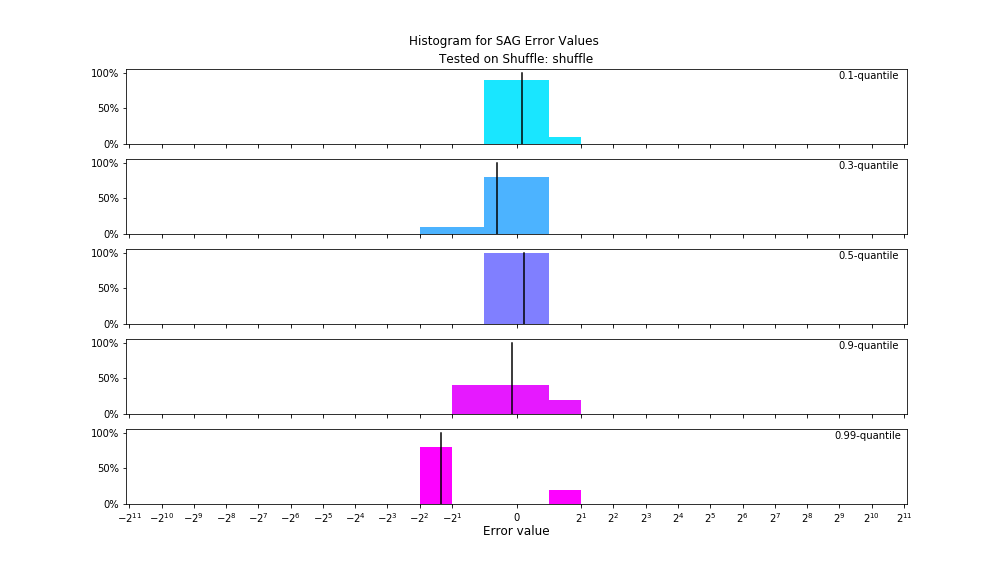 Histogram for SAG Error Values
Tested on Shuffle: shuffle
100%
50%
0%
0.1-quantile
100%
50%
0%
0.3-quantile
100%
50%
0%
0.5-quantile
100%
50%
0%
0.9-quantile
100%
50%
0%
0.99-quantile
−2¹¹ −2¹⁰ −2⁹ −2⁸ −2⁷ −2⁶ −2⁵ −2⁴ −2³ −2² −2¹ 0 2¹ 2² 2³ 2⁴ 2⁵ 2⁶ 2⁷ 2⁸ 2⁹ 2¹⁰ 2¹¹
Error value